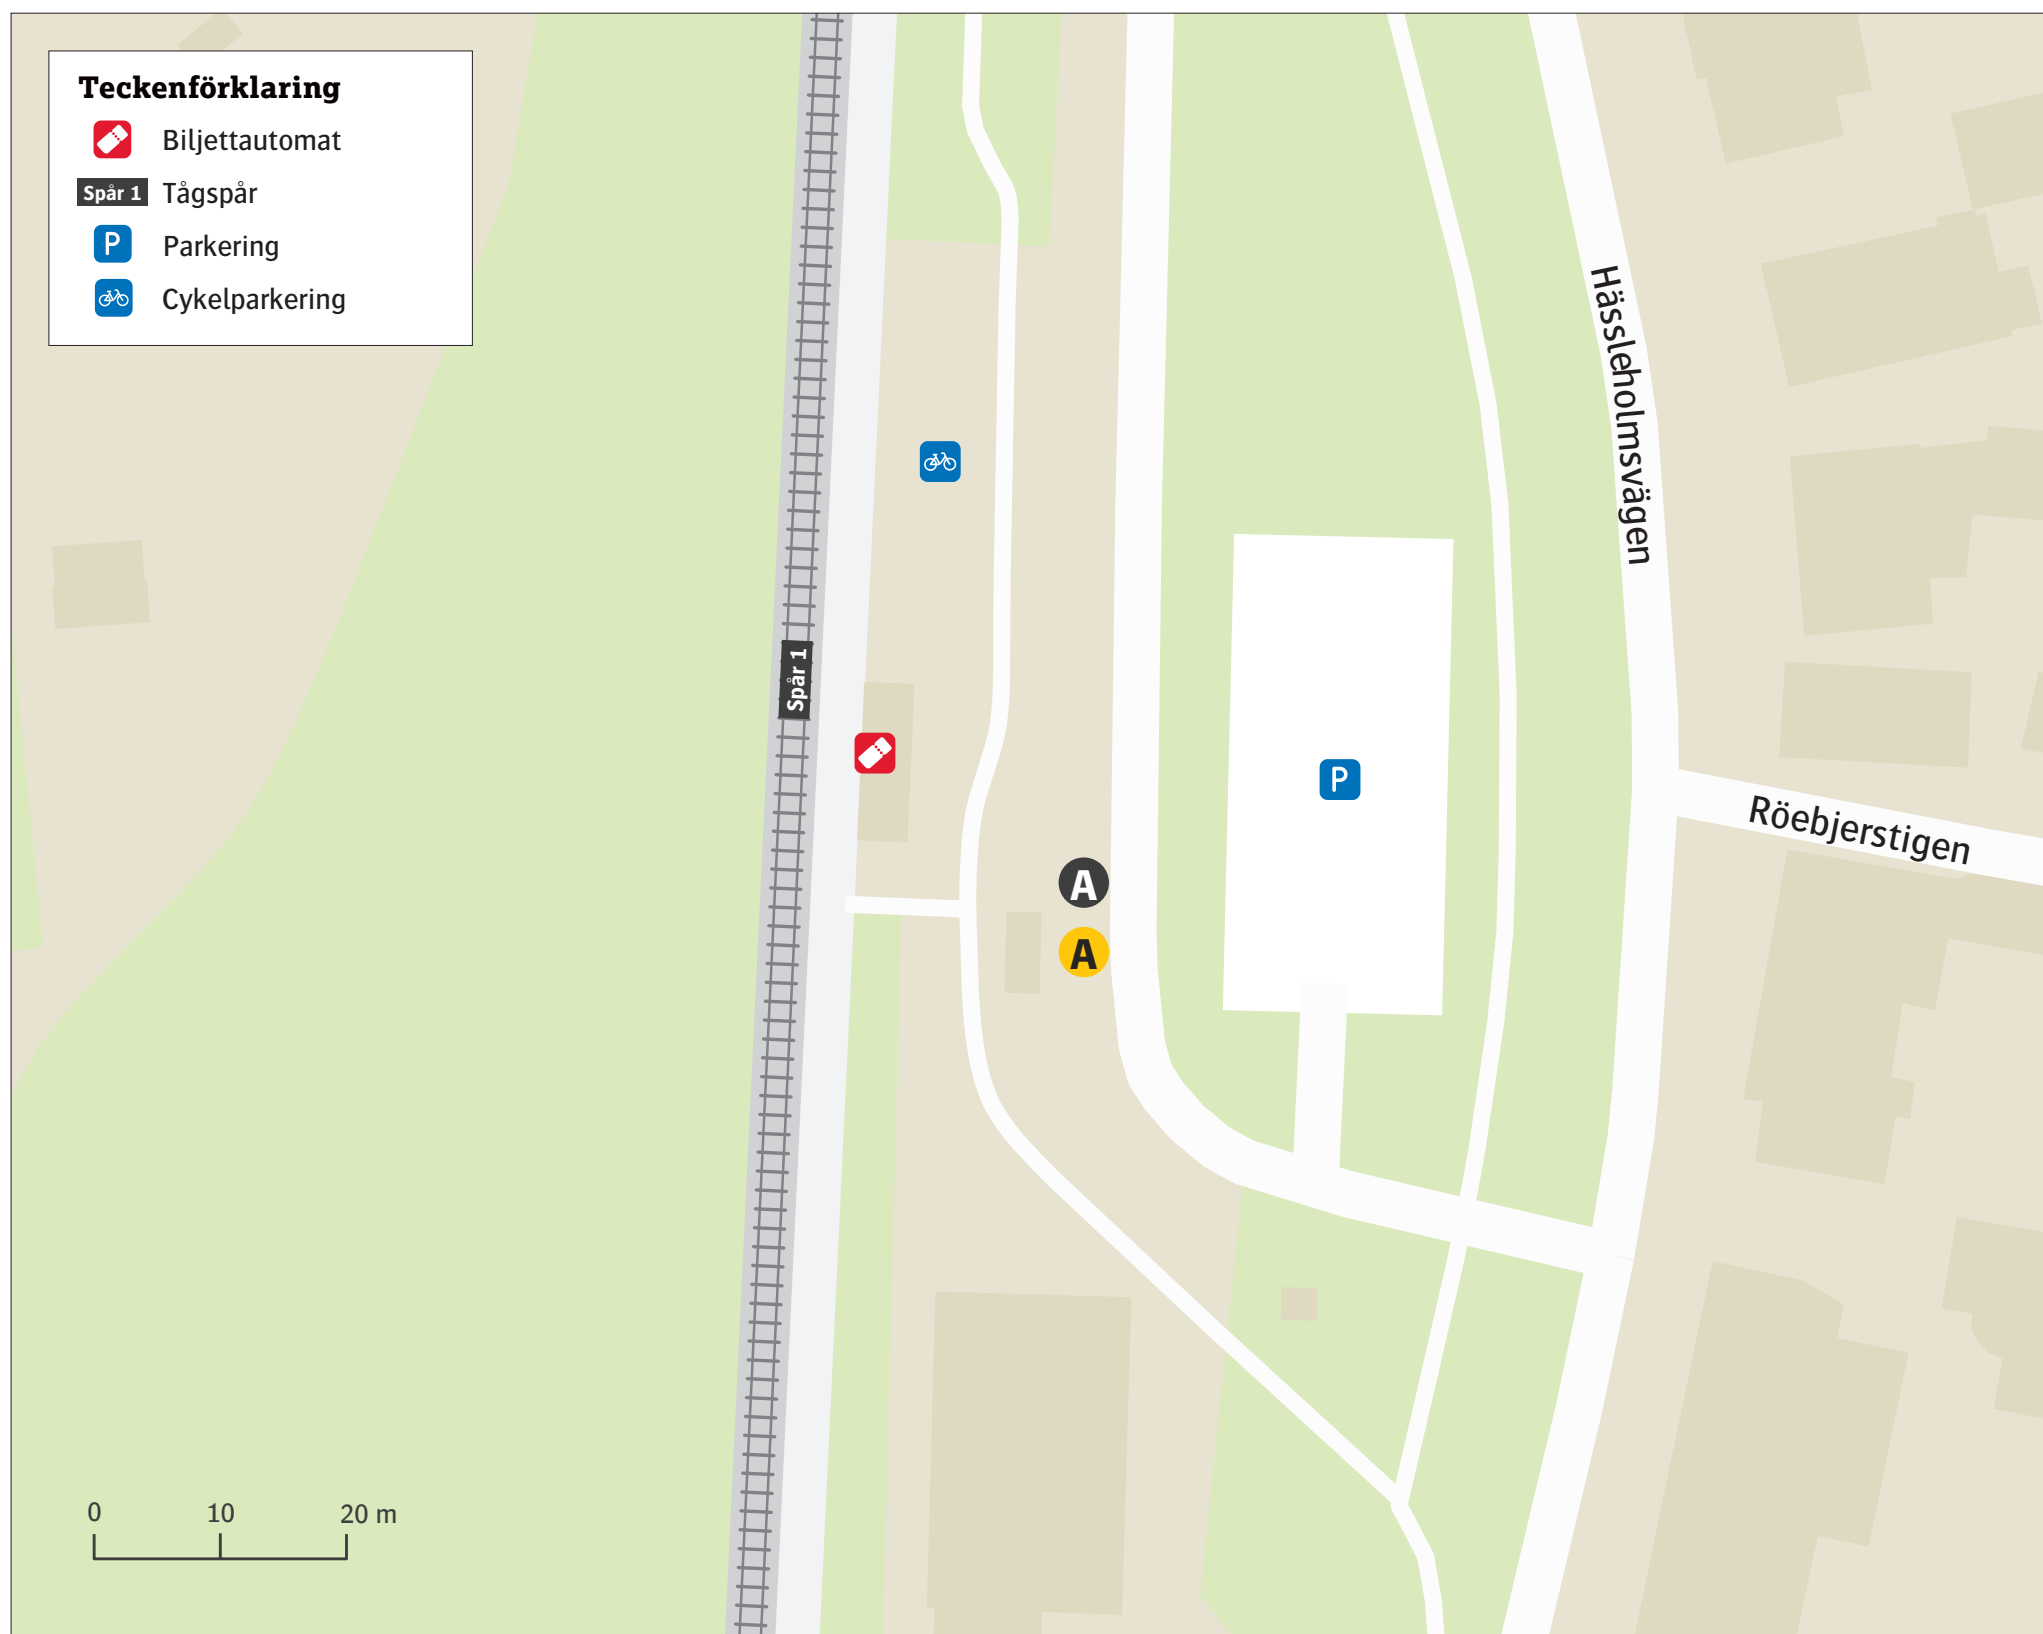 Teckenförklaring
Biljettautomat
Spår 1 Tågspår
P Parkering
Cykelparkering
Hässleholmsvägen
Spår 1
P
Röebjerstigen
A
A
0 10 20 m